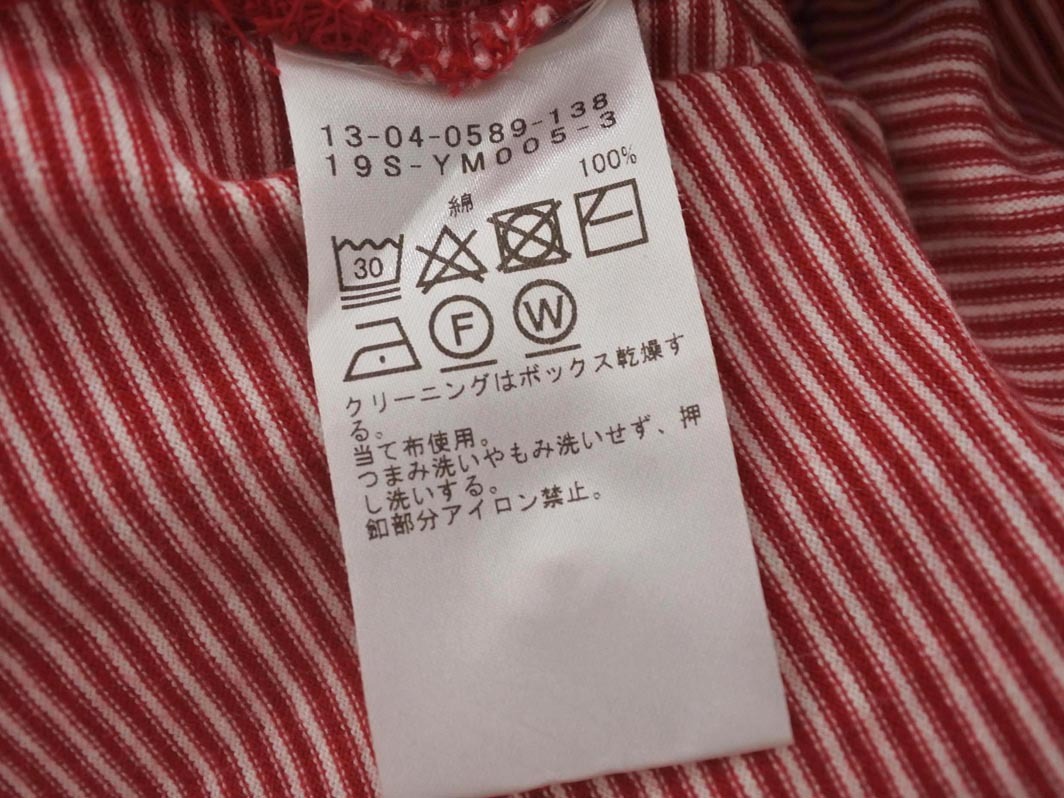 13-04-0589-138
19S-YM005-3
綿 100%
30
F W
クリーニングはボックス乾燥す
る。
当て布使用。
つまみ洗いやもみ洗いせず、押
し洗いする。
釦部分アイロン禁止。